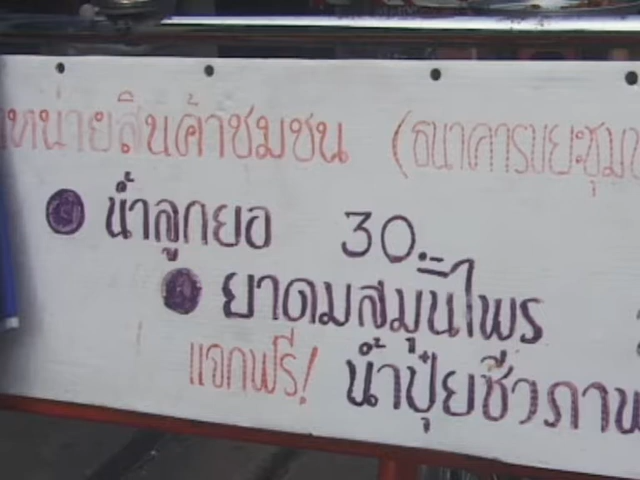 หน่ายสินค้าชุมชน (ธนาคารขยะชุม
น้ำลูกยอ 30.-
ยาดมสมุนไพร
แจกฟรี! น้ำปุ๋ยชีวภาพ